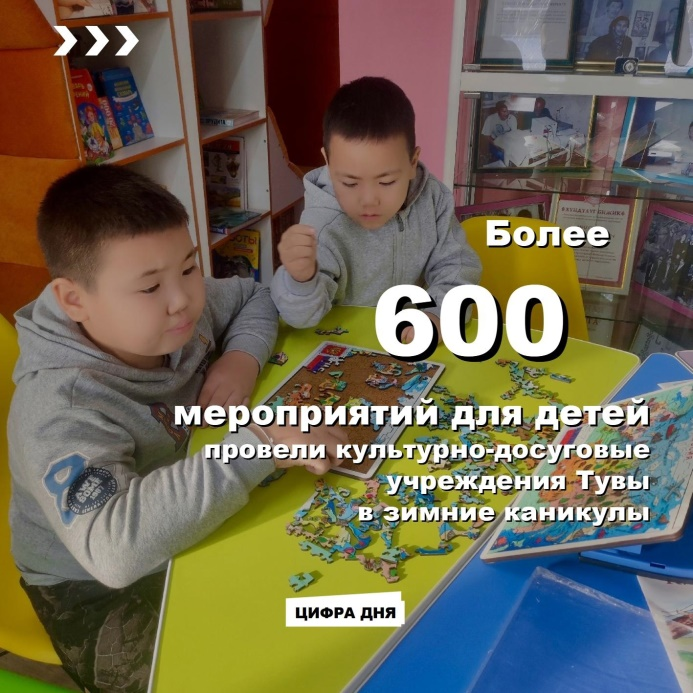 Более
600
мероприятий для детей
провели культурно-досуговые
учреждения Тувы
в зимние каникулы
ЦИФРА ДНЯ